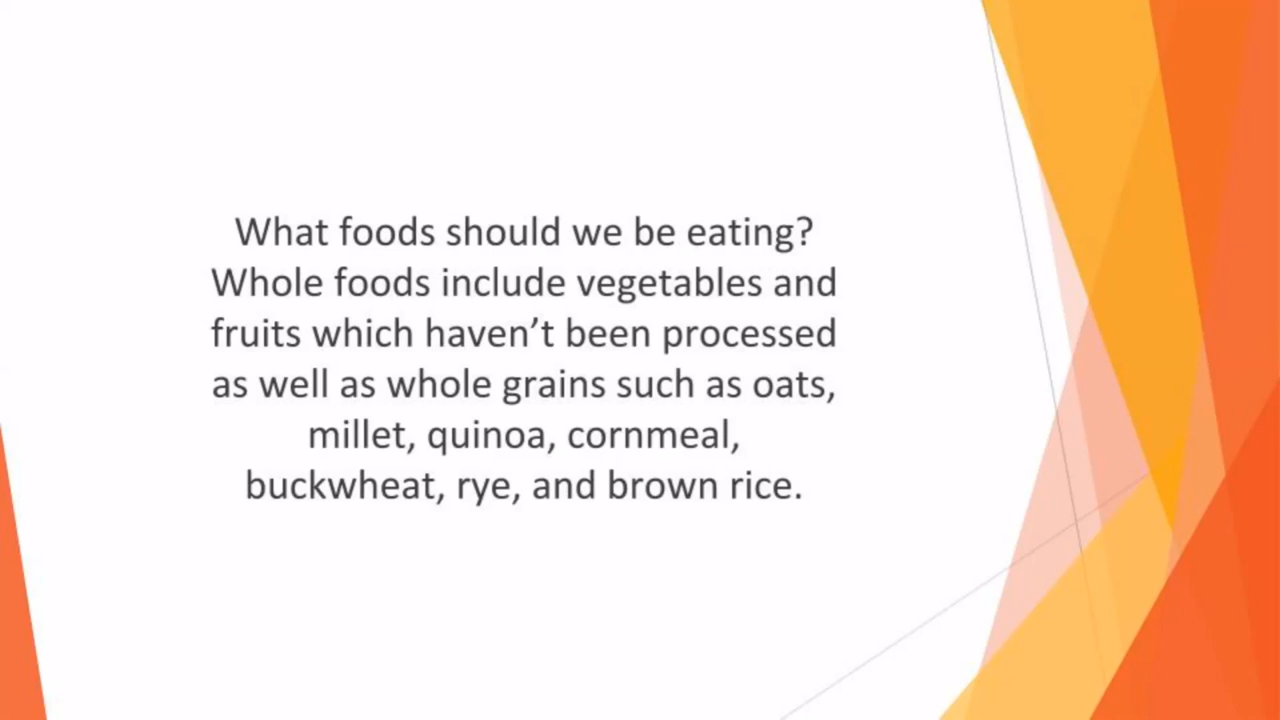 What foods should we be eating?
Whole foods include vegetables and
fruits which haven’t been processed
as well as whole grains such as oats,
millet, quinoa, cornmeal,
buckwheat, rye, and brown rice.